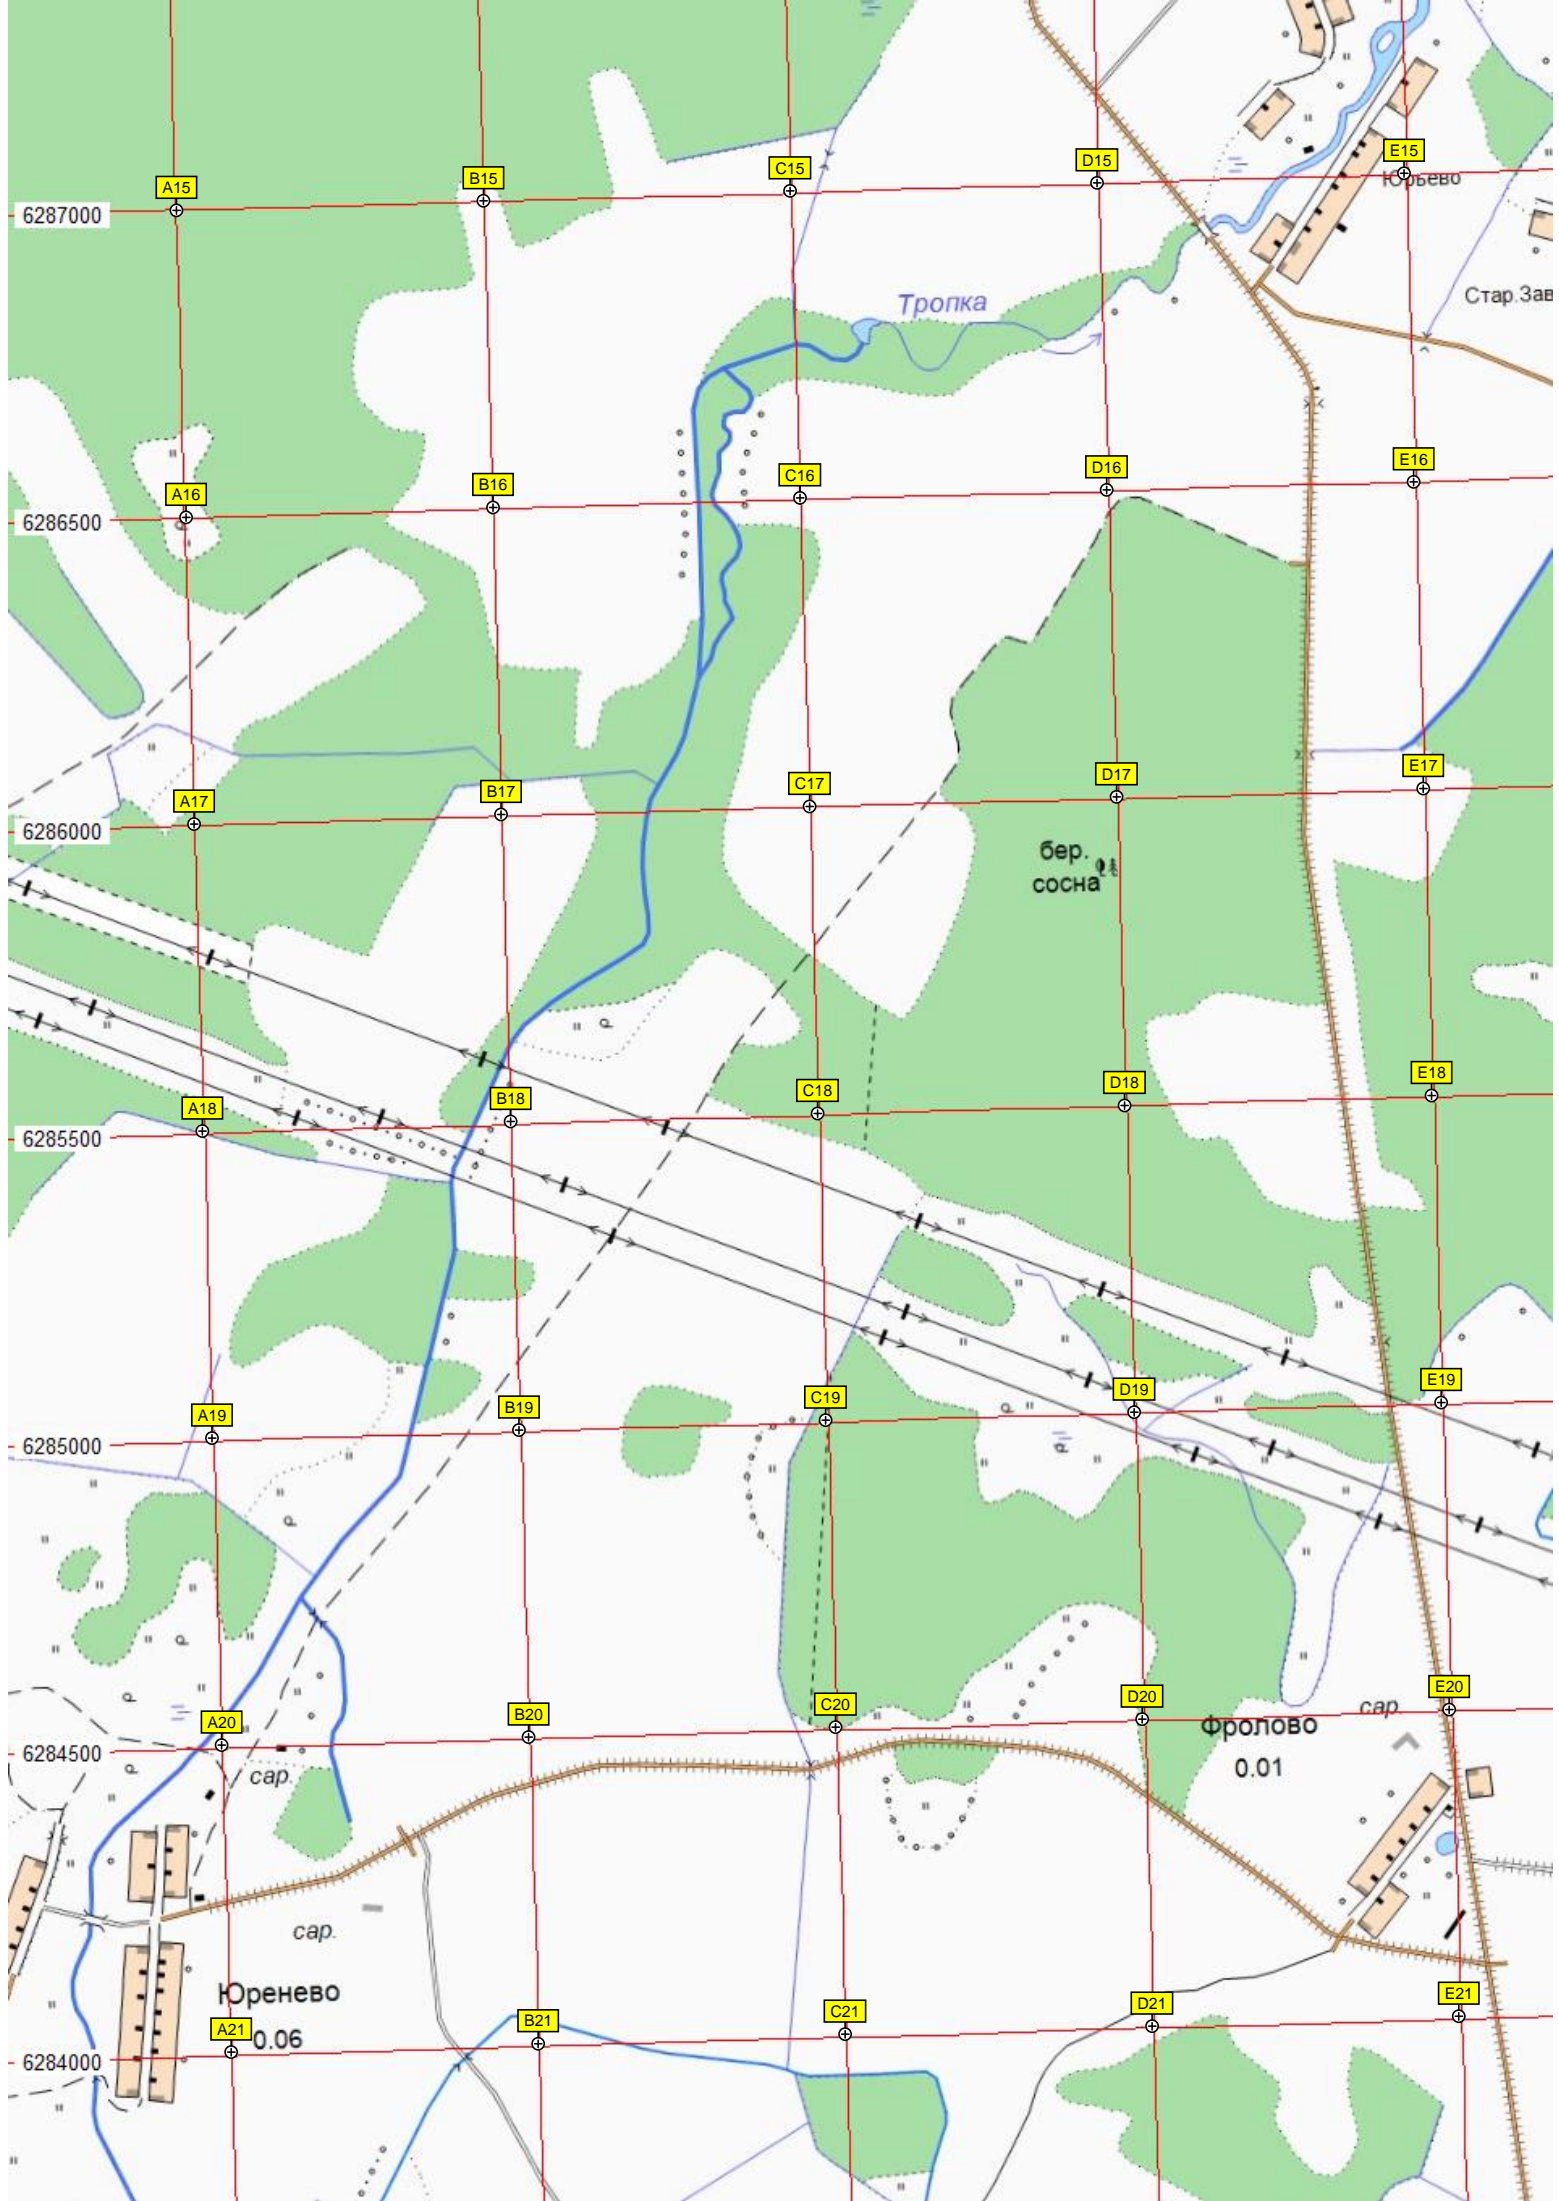 A15
B15
C15
D15
E15
6287000
Юрьево
Стар.Зав
Тропка
A16
B16
C16
D16
E16
6286500
A17
B17
C17
D17
E17
6286000
бер.
сосна
A18
B18
C18
D18
E18
6285500
A19
B19
C19
D19
E19
6285000
A20
B20
C20
D20
E20
сар.
Фролово
0.01
6284500
сар.
сар.
Юренево
0.06
A21
B21
C21
D21
E21
6284000